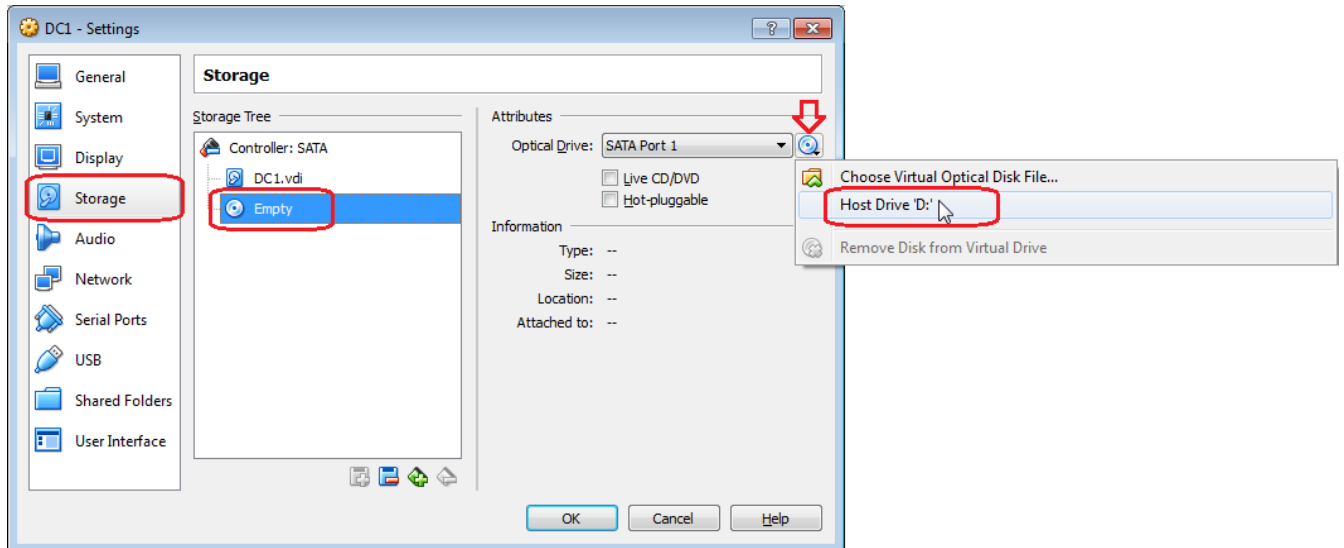 DC1 - Settings
General
System
Display
Storage
Audio
Network
Serial Ports
USB
Shared Folders
User Interface
Storage
Storage Tree
Controller: SATA
DC1.vdi
Empty
Attributes
Optical Drive: SATA Port 1
Live CD/DVD
Hot-pluggable
Information
Type: --
Size: --
Location: --
Attached to: --
Choose Virtual Optical Disk File...
Host Drive 'D:'
Remove Disk from Virtual Drive
OK Cancel Help